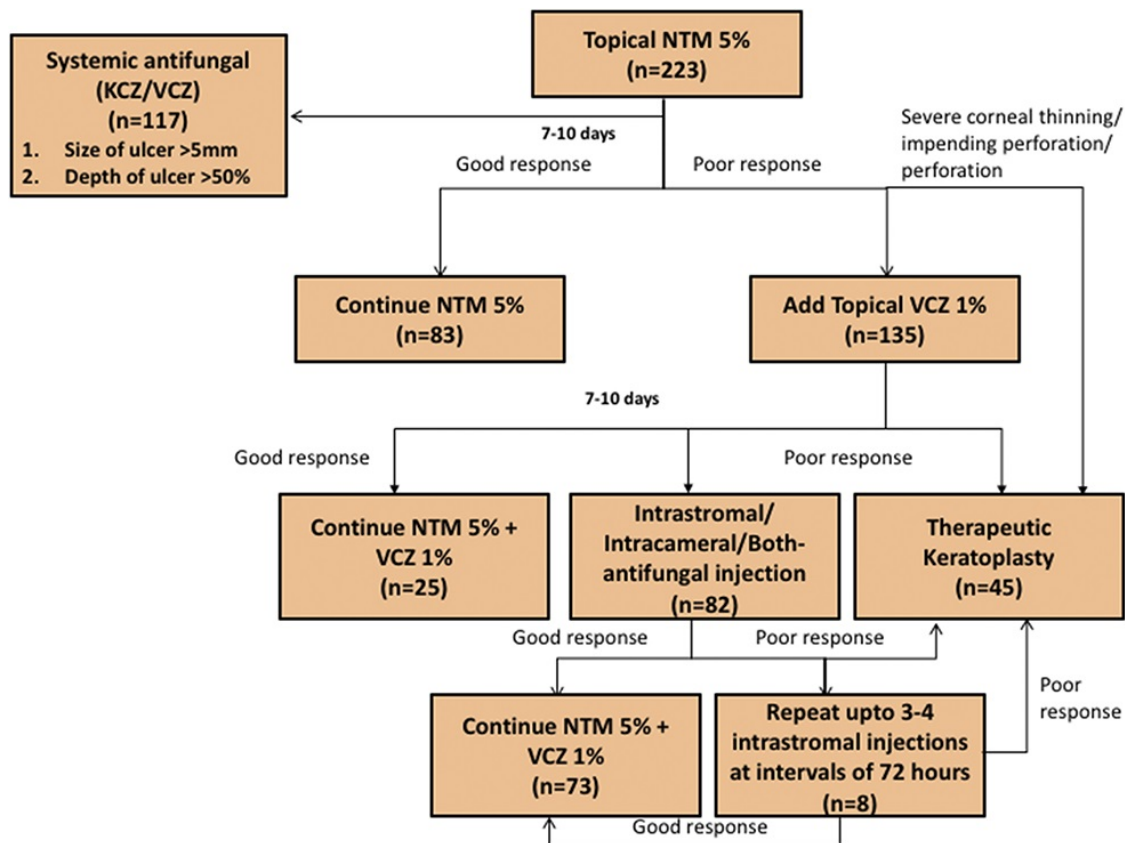 Topical NTM 5%
(n=223)
Systemic antifungal
(KCZ/VCZ)
(n=117)
1. Size of ulcer >5mm
2. Depth of ulcer >50%
7-10 days
Good response
Poor response
Severe corneal thinning/
impending perforation/
perforation
Continue NTM 5%
(n=83)
Add Topical VCZ 1%
(n=135)
7-10 days
Good response
Poor response
Continue NTM 5% +
VCZ 1%
(n=25)
Intrastromal/
Intracameral/Both-
antifungal injection
(n=82)
Therapeutic
Keratoplasty
(n=45)
Good response
Poor response
Continue NTM 5% +
VCZ 1%
(n=73)
Repeat upto 3-4
intrastromal injections
at intervals of 72 hours
(n=8)
Poor
response
Good response